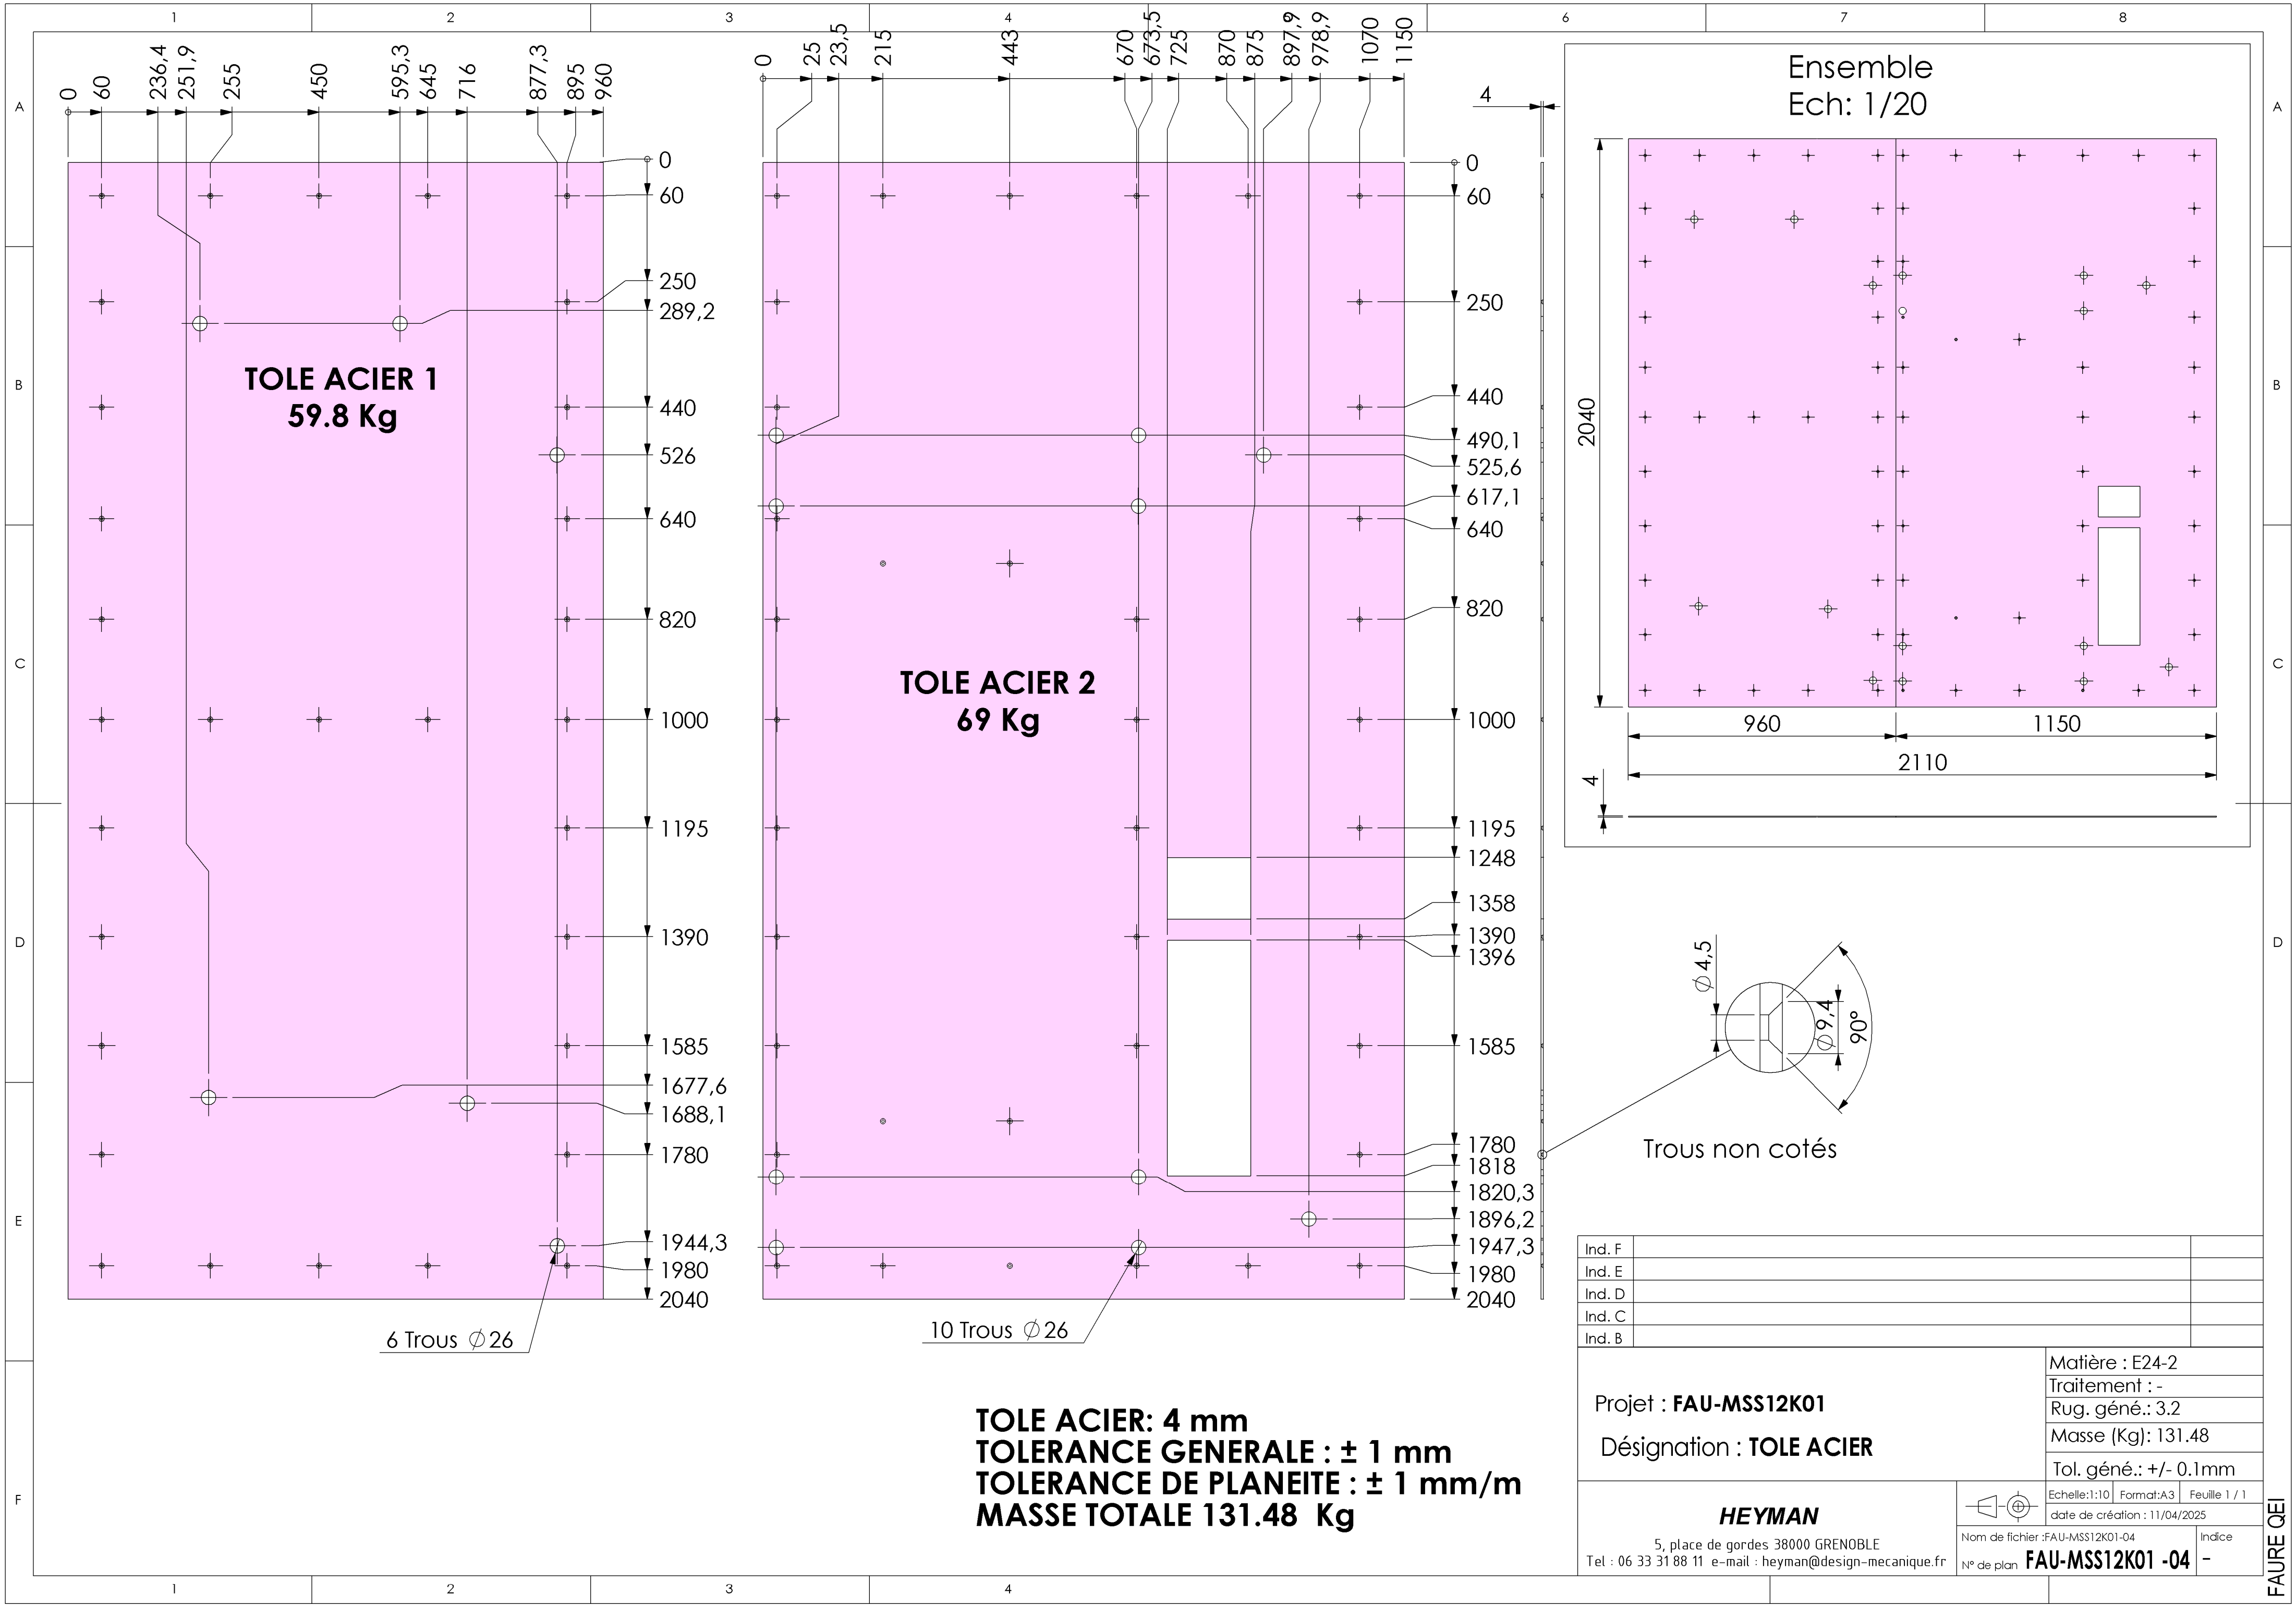 1 2 3 4 6 7 8
A B C D E F
0 60 236,4 251,9 255 450 595,3 645 716 877,3 895 960
0
60
250
289,2
440
526
640
820
1000
1195
1390
1585
1677,6
1688,1
1780
1944,3
1980
2040
TOLE ACIER 1
59.8 Kg
6 Trous ∅26
0 25 23,5 215 443 670 673,5 725 870 875 897,9 978,9 1070 1150
0
60
250
440
490,1
525,6
617,1
640
820
1000
1195
1248
1358
1390
1396
1585
1780
1818
1820,3
1896,2
1947,3
1980
2040
TOLE ACIER 2
69 Kg
10 Trous ∅26
4
Ensemble
Ech: 1/20
2040
960 1150
2110
4
∅4,5
∅9,4
90°
Trous non cotés
TOLE ACIER: 4 mm
TOLERANCE GENERALE : ± 1 mm
TOLERANCE DE PLANEITE : ± 1 mm/m
MASSE TOTALE 131.48 Kg
Ind. F
Ind. E
Ind. D
Ind. C
Ind. B
Projet : FAU-MSS12K01
Désignation : TOLE ACIER
Matière : E24-2
Traitement : -
Rug. géné.: 3.2
Masse (Kg): 131.48
Tol. géné.: +/- 0.1mm
HEYMAN
5, place de gordes 38000 GRENOBLE
Tel : 06 33 31 88 11 e-mail : heyman@design-mecanique.fr
Echelle:1:10 Format:A3 Feuille 1 / 1
date de création : 11/04/2025
Nom de fichier :FAU-MSS12K01-04
N° de plan FAU-MSS12K01 -04
Indice
-
FAURE QEI
A B C D
1 2 3 4